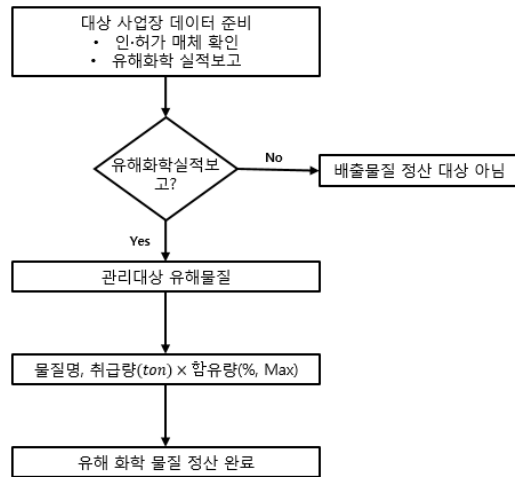 대상 사업장 데이터 준비
• 인·허가 매체 확인
• 유해화학 실적보고
유해화학실적보
고?
No
배출물질 정산 대상 아님
Yes
관리대상 유해물질
물질명, 취급량(ton) × 함유량(%, Max)
유해 화학 물질 정산 완료